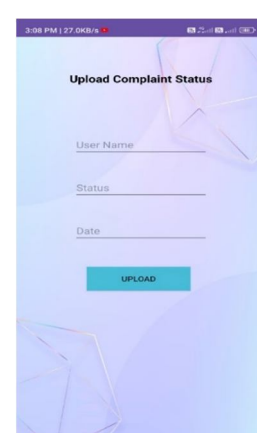 3:08 PM | 27.0KB/s
Upload Complaint Status
User Name
Status
Date
UPLOAD